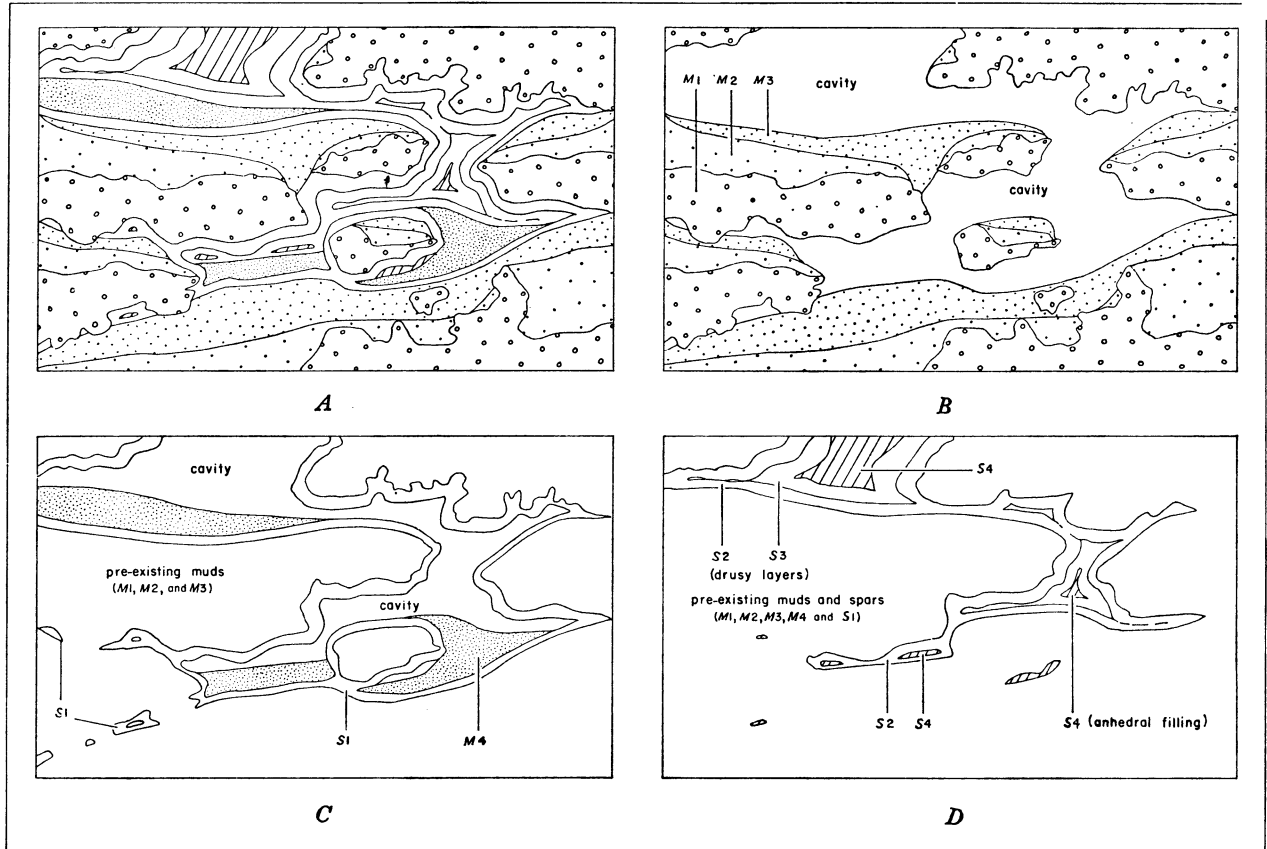 A
cavity
M1 M2 M3
cavity
B
cavity
pre-existing muds
(M1, M2, and M3)
cavity
S1
S1
M4
C
S4
S2 S3
(drusy layers)
pre-existing muds and spars
(M1, M2, M3, M4 and S1)
S2 S4
S4 (anhedral filling)
D